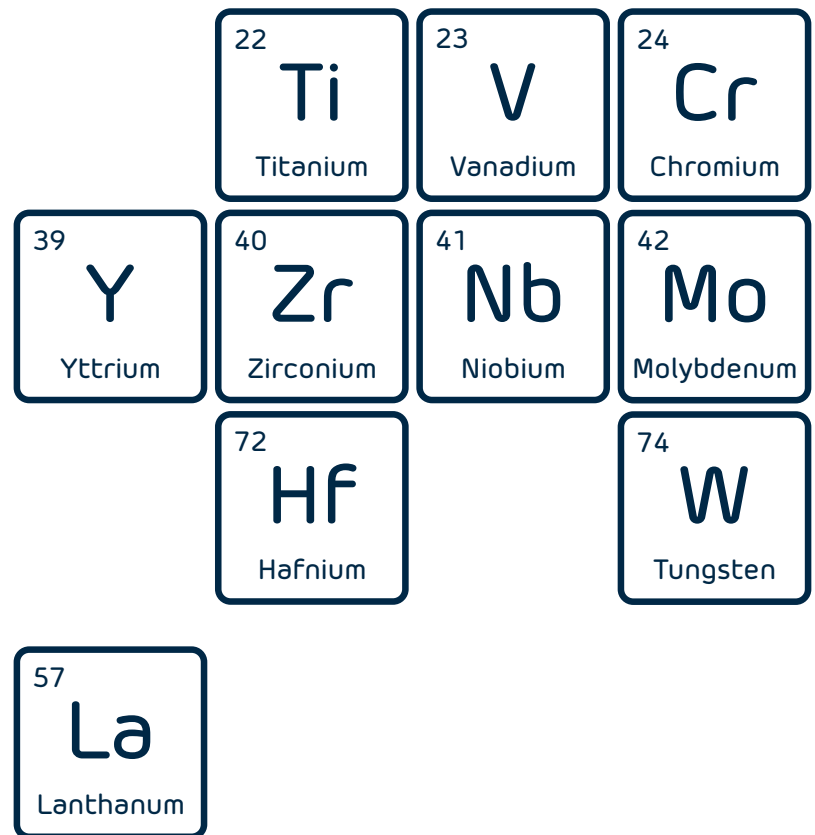 22
Ti
Titanium
23
V
Vanadium
24
Cr
Chromium
39
Y
Yttrium
40
Zr
Zirconium
41
Nb
Niobium
42
Mo
Molybdenum
72
Hf
Hafnium
74
W
Tungsten
57
La
Lanthanum